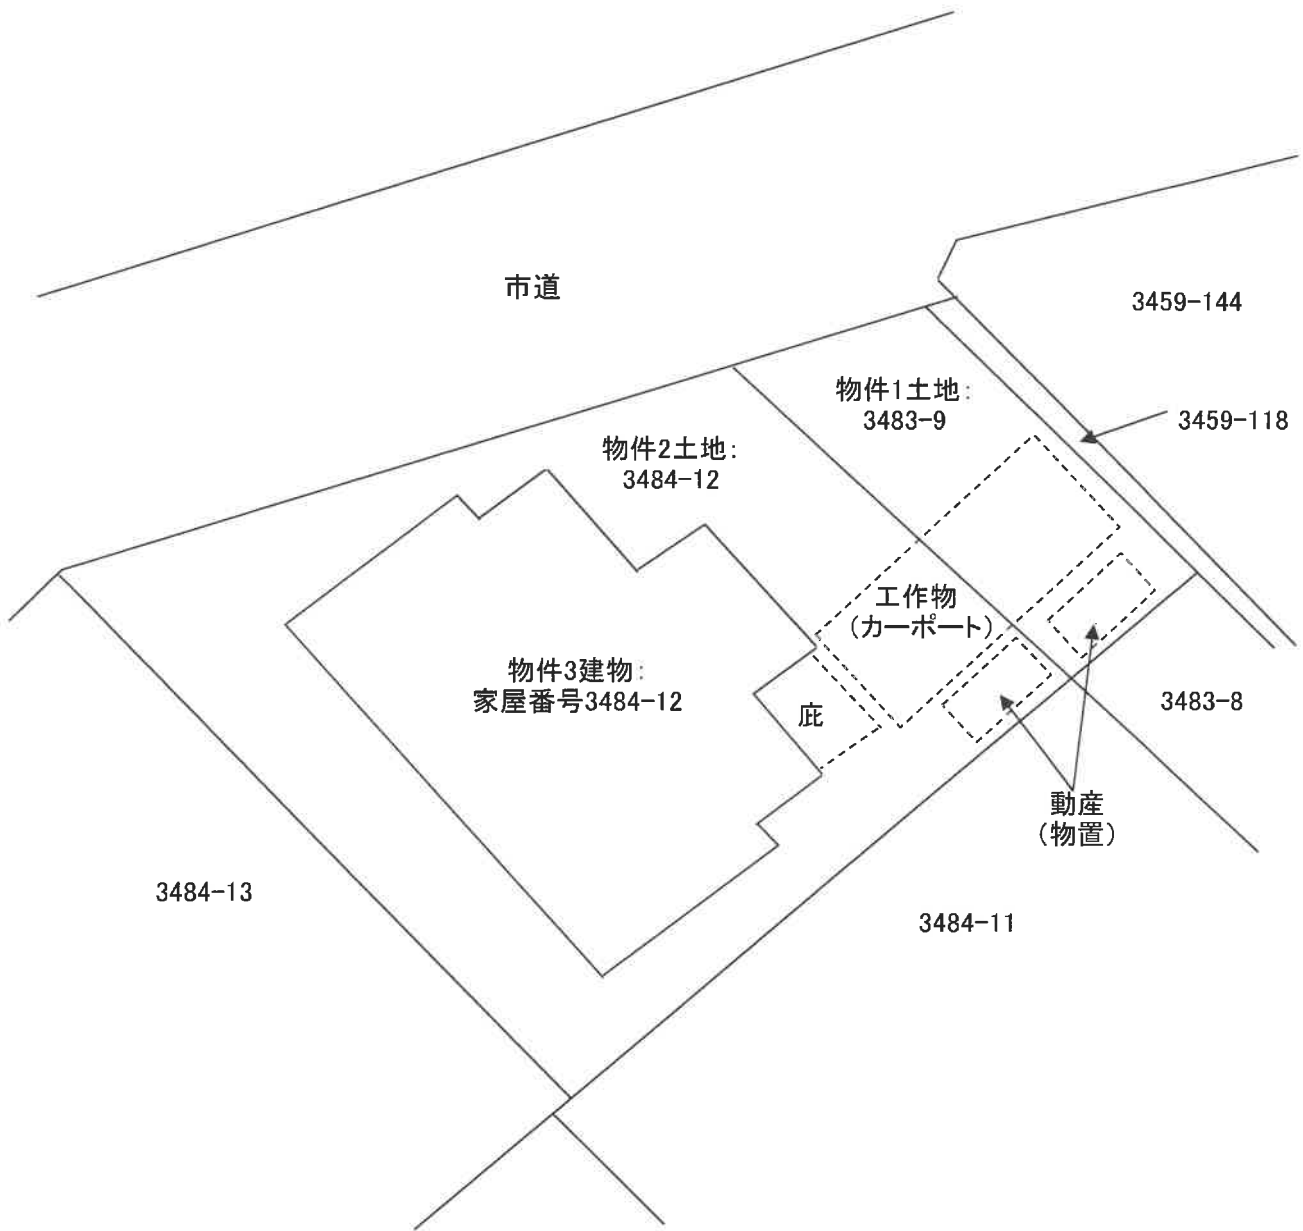 市道
3459-144
物件1土地：
3483-9
3459-118
物件2土地：
3484-12
工作物
（カーポート）
物件3建物：
家屋番号3484-12
庇
3483-8
動産
（物置）
3484-13
3484-11